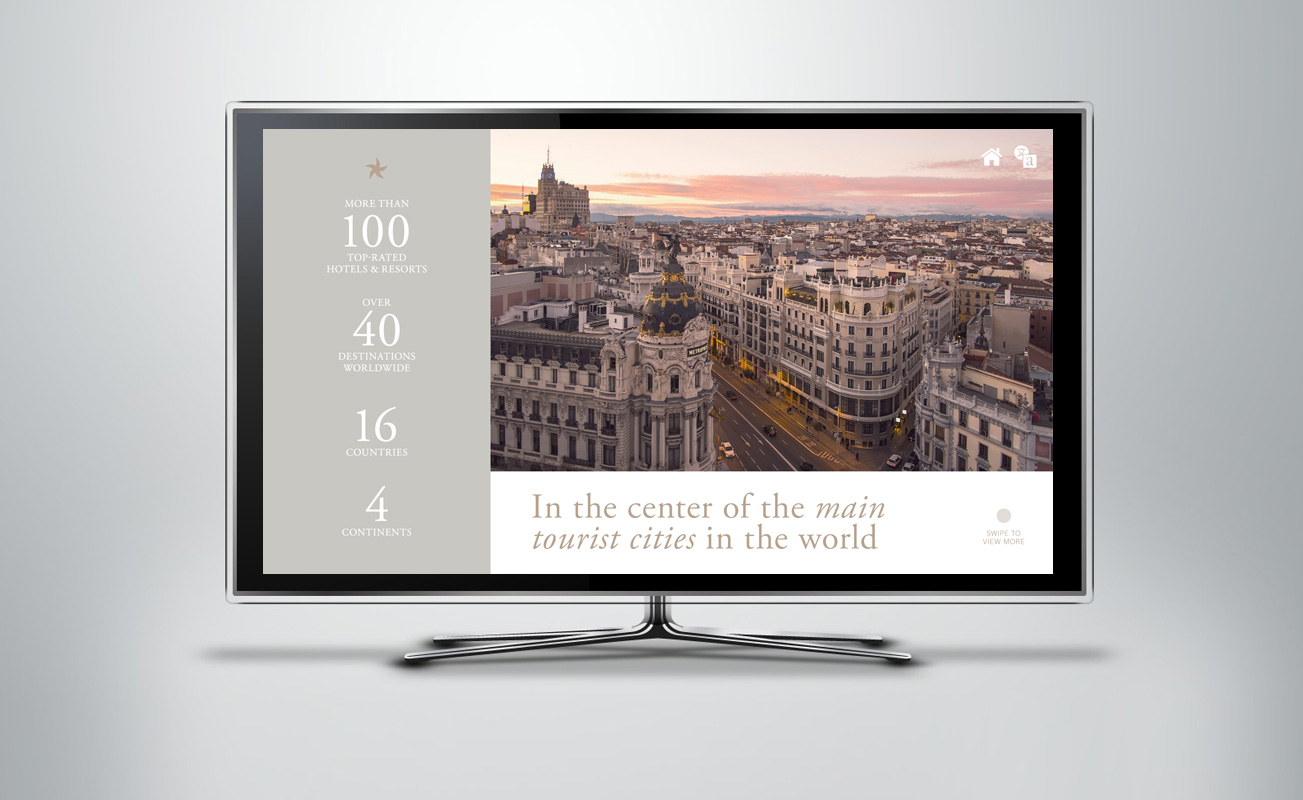 MORE THAN
100
TOP-RATED
HOTELS & RESORTS
OVER
40
DESTINATIONS
WORLDWIDE
16
COUNTRIES
4
CONTINENTS
a
In the center of the main
tourist cities in the world
SWIPE TO
VIEW MORE